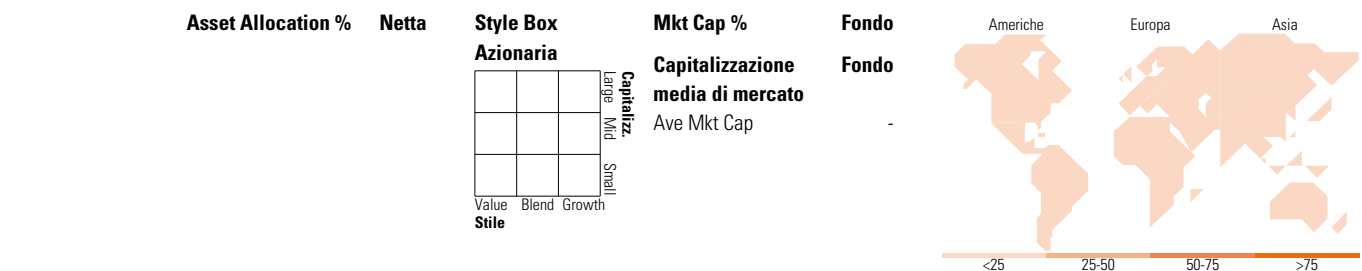 Asset Allocation % Netta
Style Box
Azionaria
Large Mid Small
Capitalizz.
Value Blend Growth
Stile
Mkt Cap % Fondo
Capitalizzazione Fondo
media di mercato
Ave Mkt Cap -
Americhe Europa Asia
<25 25-50 50-75 >75